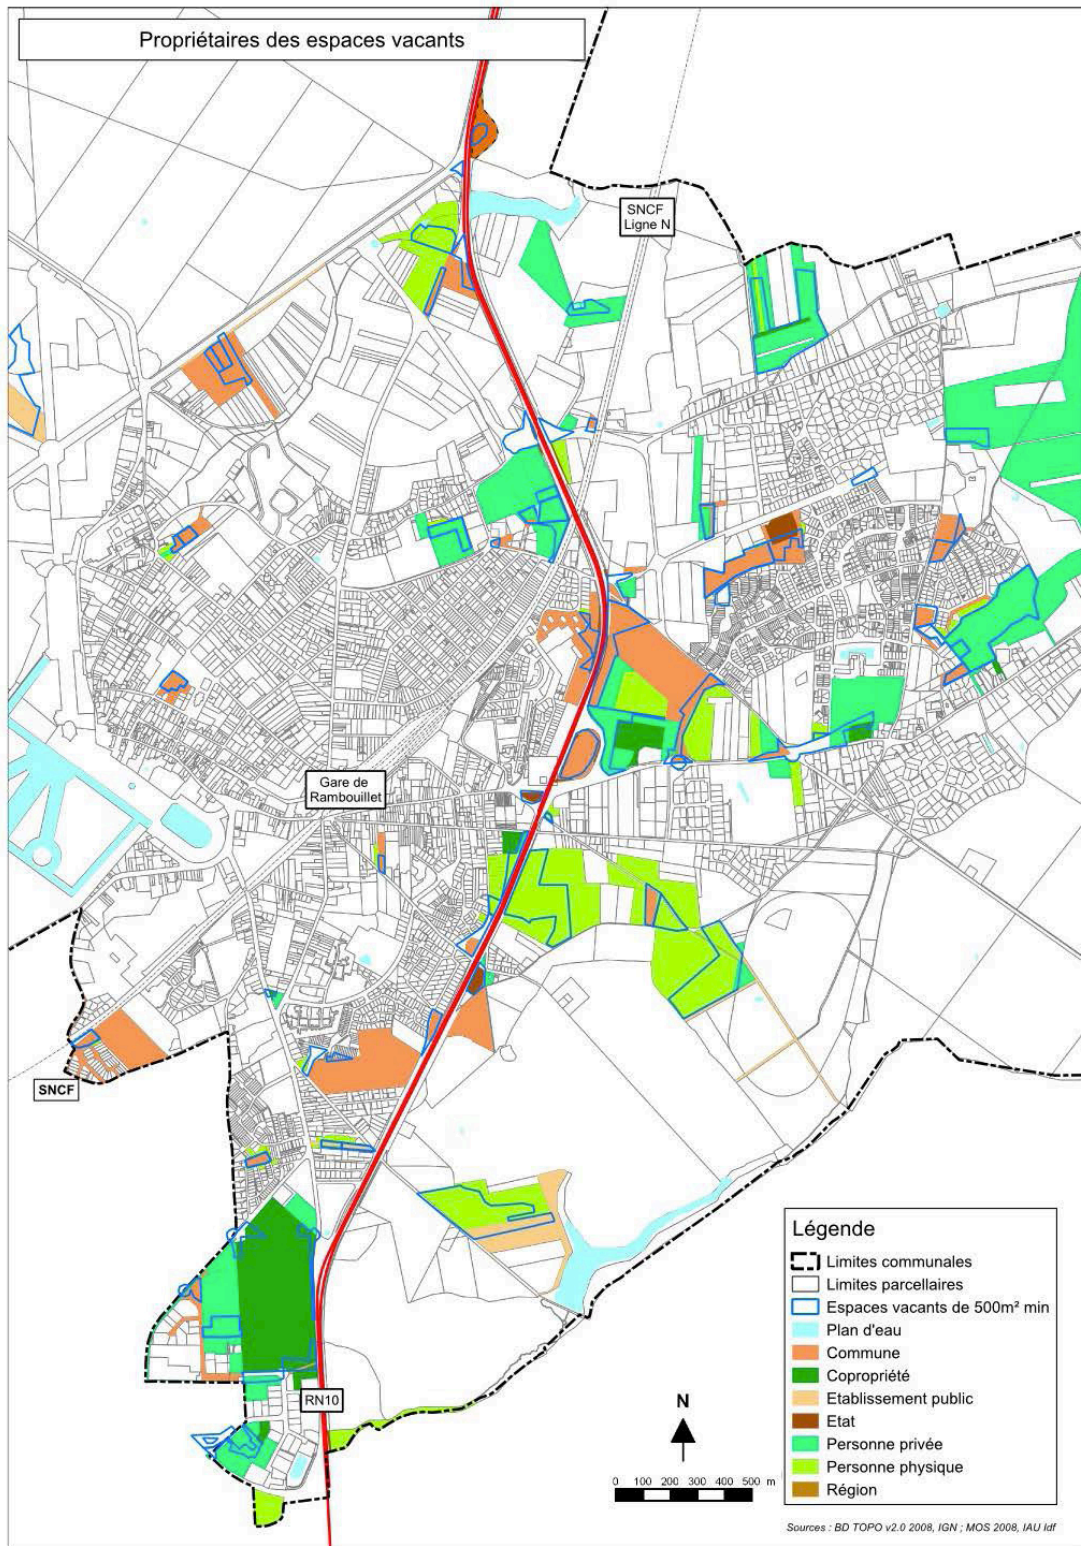 Propriétaires des espaces vacants
SNCF
Ligne N
Gare de
Rambouillet
SNCF
RN10
N
0 100 200 300 400 500 m
Légende
Limites communales
Limites parcellaires
Espaces vacants de 500m² min
Plan d'eau
Commune
Copropriété
Etablissement public
Etat
Personne privée
Personne physique
Région
Sources : BD TOPO v2.0 2008, IGN ; MOS 2008, IAU Idf